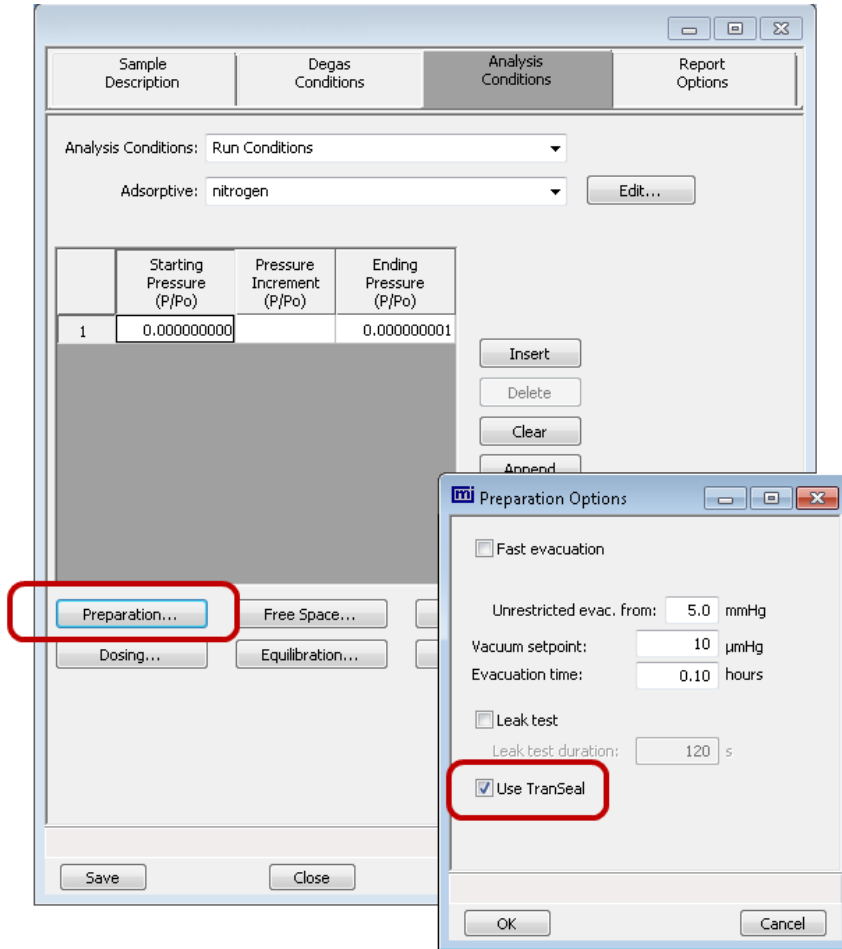 Sample
Description
Degas
Conditions
Analysis
Conditions
Report
Options
Analysis Conditions: Run Conditions
Adsorptive: nitrogen Edit...
Starting
Pressure
(P/Po)
Pressure
Increment
(P/Po)
Ending
Pressure
(P/Po)
1 0.000000000 0.000000001
Insert
Delete
Clear
Append
Preparation... Free Space...
Dosing... Equilibration...
Save Close
mi Preparation Options
Fast evacuation
Unrestricted evac. from: 5.0 mmHg
Vacuum setpoint: 10 µmHg
Evacuation time: 0.10 hours
Leak test
Leak test duration: 120 s
Use TranSeal
OK Cancel